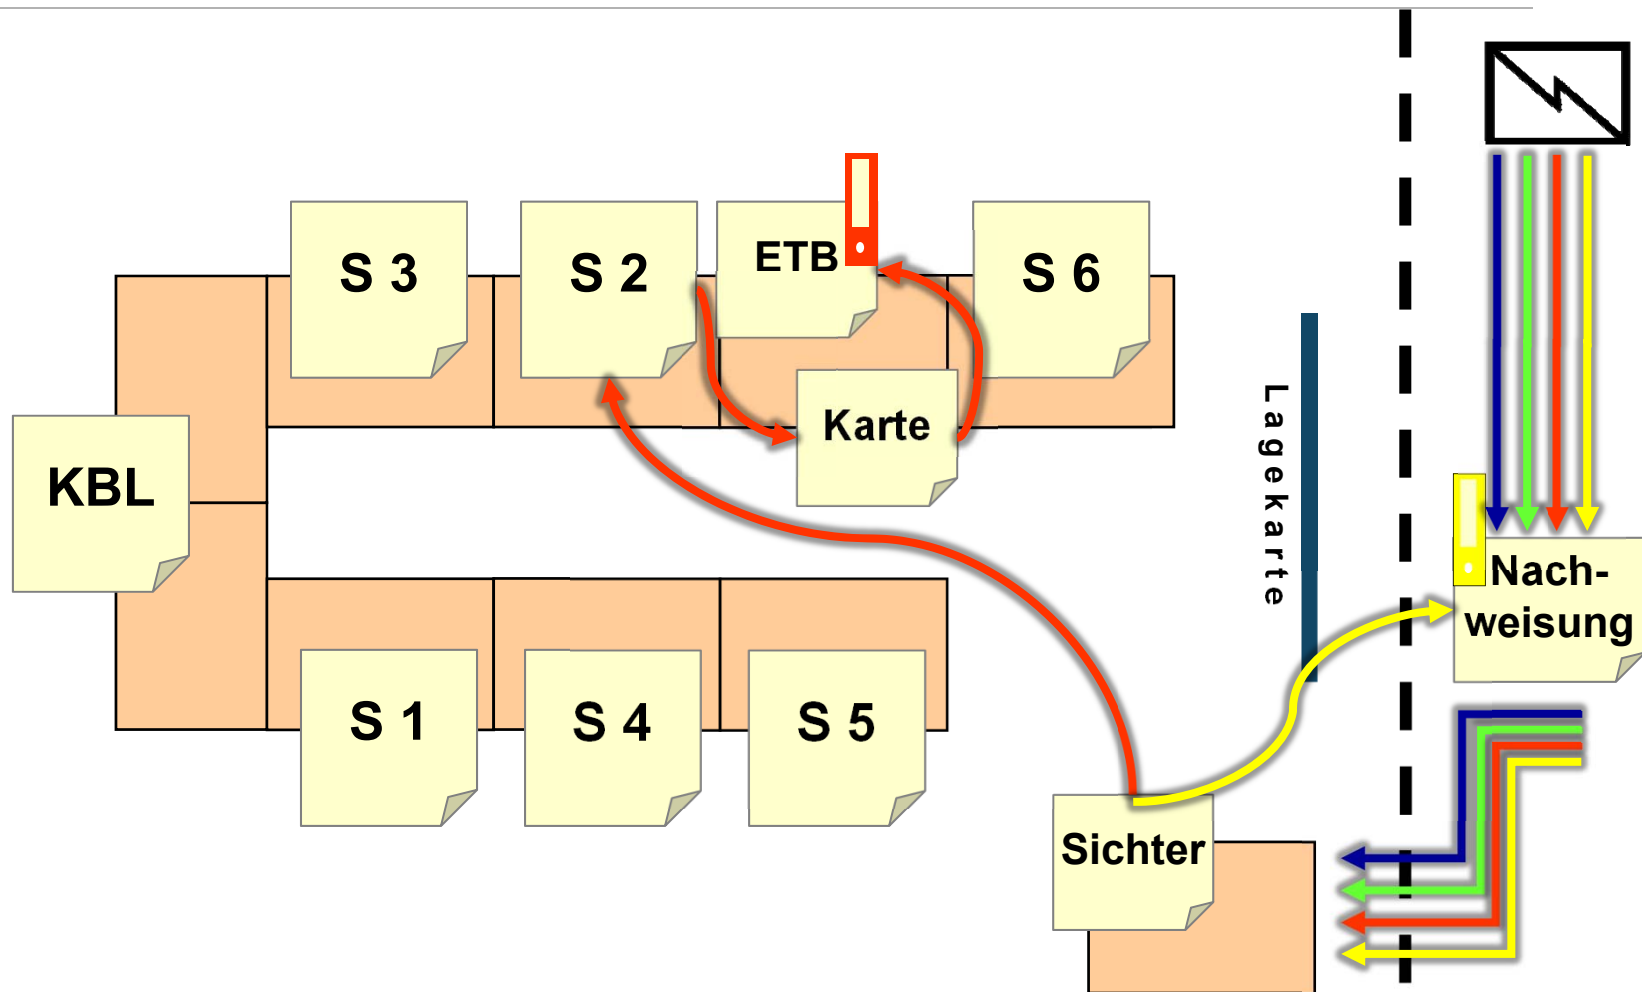 S 3
S 2
ETB
S 6
Karte
KBL
Lagekarte
Nach-
weisung
S 1
S 4
S 5
Sichter